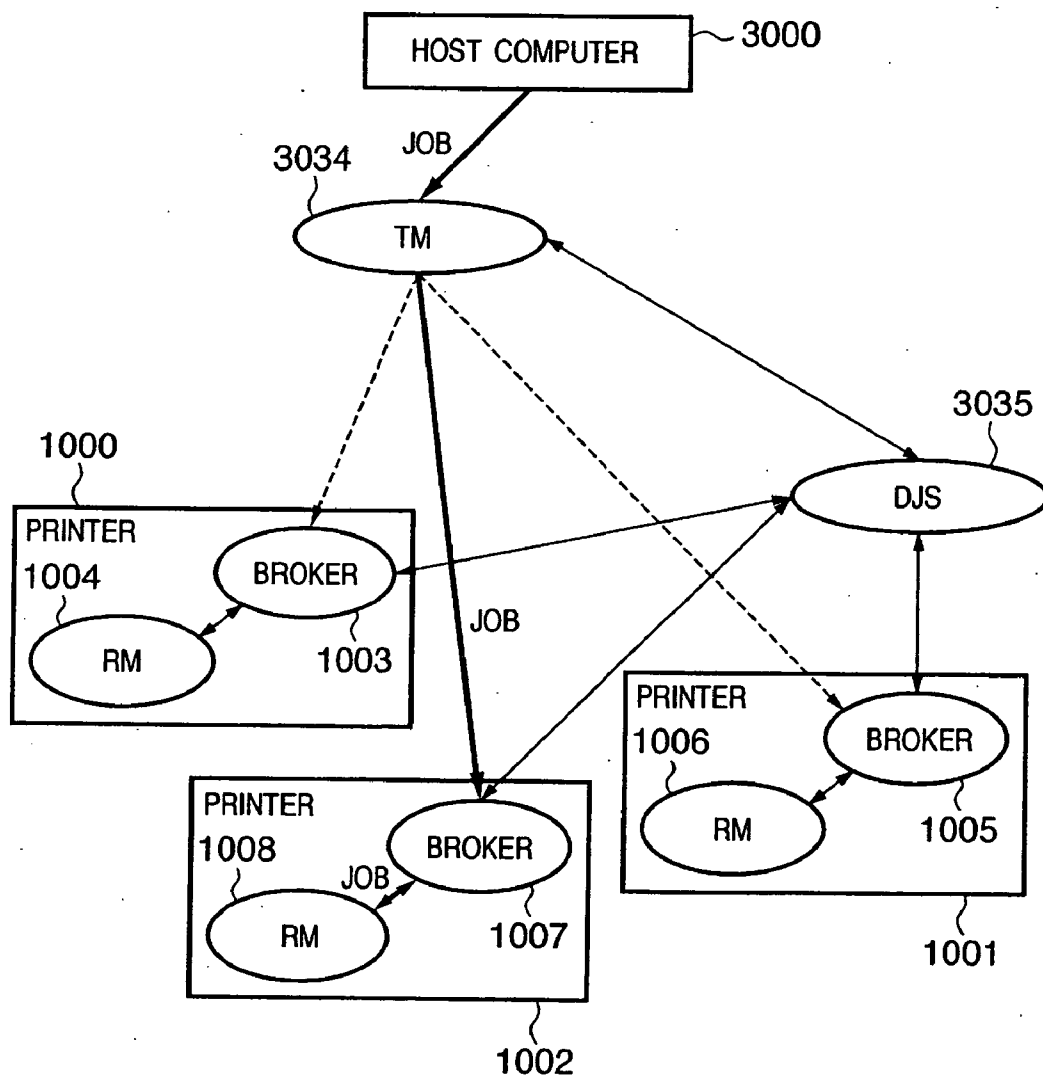 HOST COMPUTER
3000
JOB
3034
TM
3035
DJS
1000
PRINTER
1004
BROKER
RM
1003
JOB
PRINTER
1006
BROKER
RM
1005
1001
PRINTER
1008
BROKER
JOB
RM
1007
1002